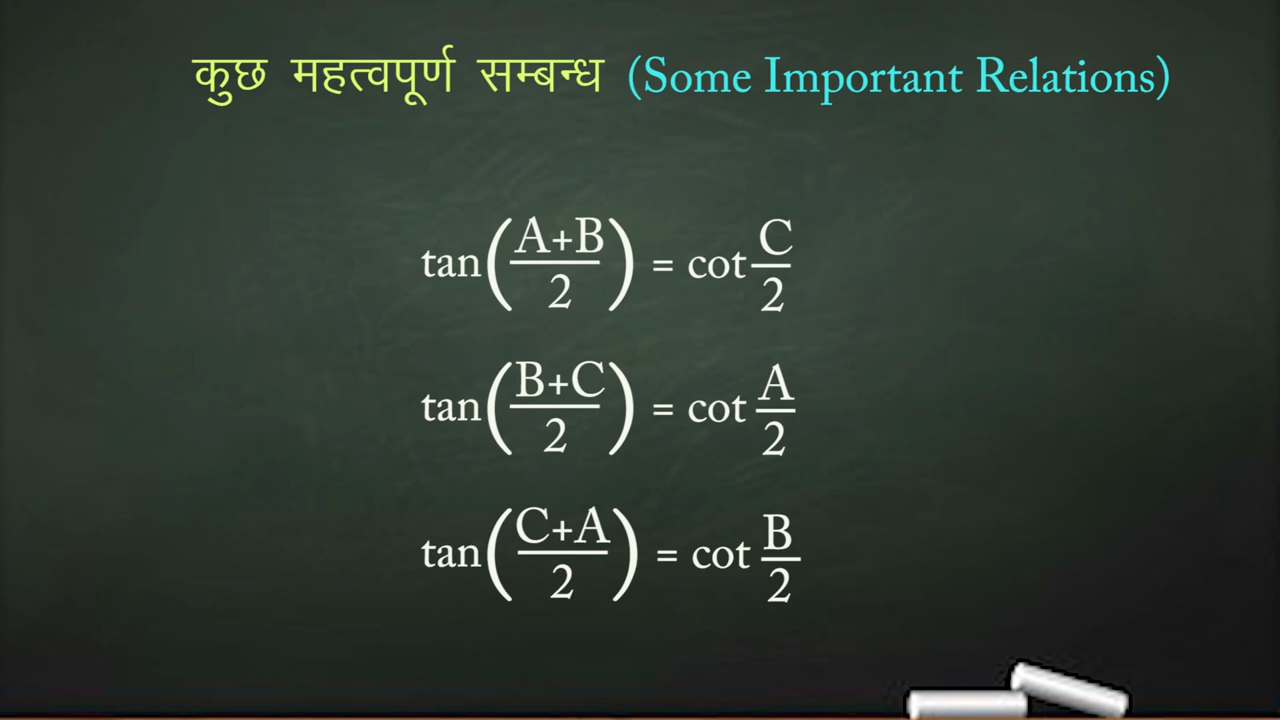 कुछ महत्वपूर्ण सम्बन्ध (Some Important Relations)
tan(A+B/2) = cot C/2
tan(B+C/2) = cot A/2
tan(C+A/2) = cot B/2